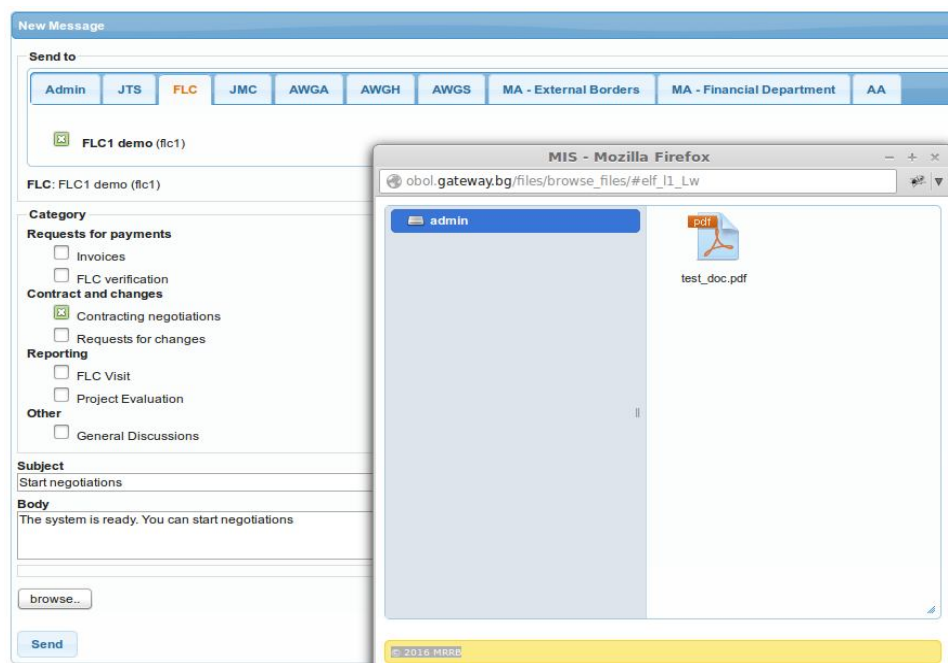 New Message
Send to
Admin JTS FLC JMC AWGA AWGH AWGS MA - External Borders MA - Financial Department AA
FLC1 demo (flc1)
FLC: FLC1 demo (flc1)
Category
Requests for payments
Invoices
FLC verification
Contract and changes
Contracting negotiations
Requests for changes
Reporting
FLC Visit
Project Evaluation
Other
General Discussions
Subject
Start negotiations
Body
The system is ready. You can start negotiations
browse..
Send
MIS - Mozilla Firefox
obol.gateway.bg/files/browse_files/#elf_l1_Lw
admin
pdf
test_doc.pdf
© 2016 MRRB